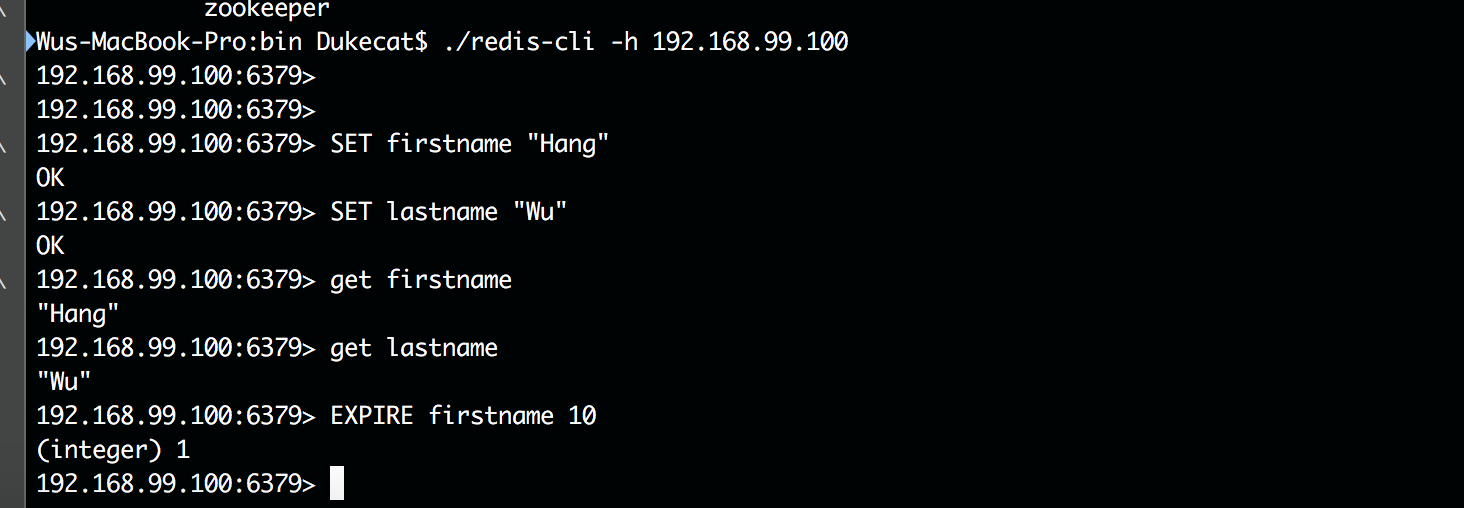 zookeeper
Wus-MacBook-Pro:bin Dukecat$ ./redis-cli -h 192.168.99.100
192.168.99.100:6379>
192.168.99.100:6379>
192.168.99.100:6379> SET firstname "Hang"
OK
192.168.99.100:6379> SET lastname "Wu"
OK
192.168.99.100:6379> get firstname
"Hang"
192.168.99.100:6379> get lastname
"Wu"
192.168.99.100:6379> EXPIRE firstname 10
(integer) 1
192.168.99.100:6379>